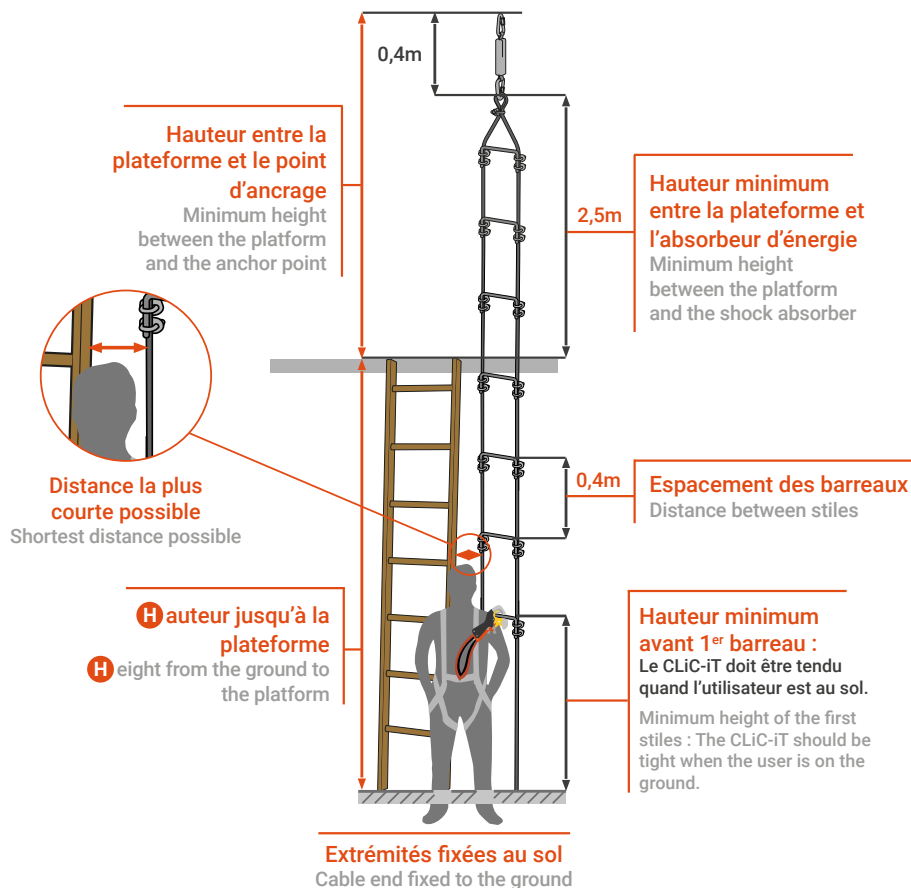 0,4m
Hauteur entre la
plateforme et le point
d'ancrage
Minimum height
between the platform
and the anchor point
2,5m
Hauteur minimum
entre la plateforme et
l'absorbeur d'énergie
Minimum height
between the platform
and the shock absorber
Distance la plus
courte possible
Shortest distance possible
0,4m
Espacement des barreaux
Distance between stiles
H auteur jusqu'à la
plateforme
H eight from the ground to
the platform
Hauteur minimum
avant 1er barreau :
Le CLiC-iT doit être tendu
quand l'utilisateur est au sol.
Minimum height of the first
stiles : The CLiC-iT should be
tight when the user is on the
ground.
Extrémités fixées au sol
Cable end fixed to the ground